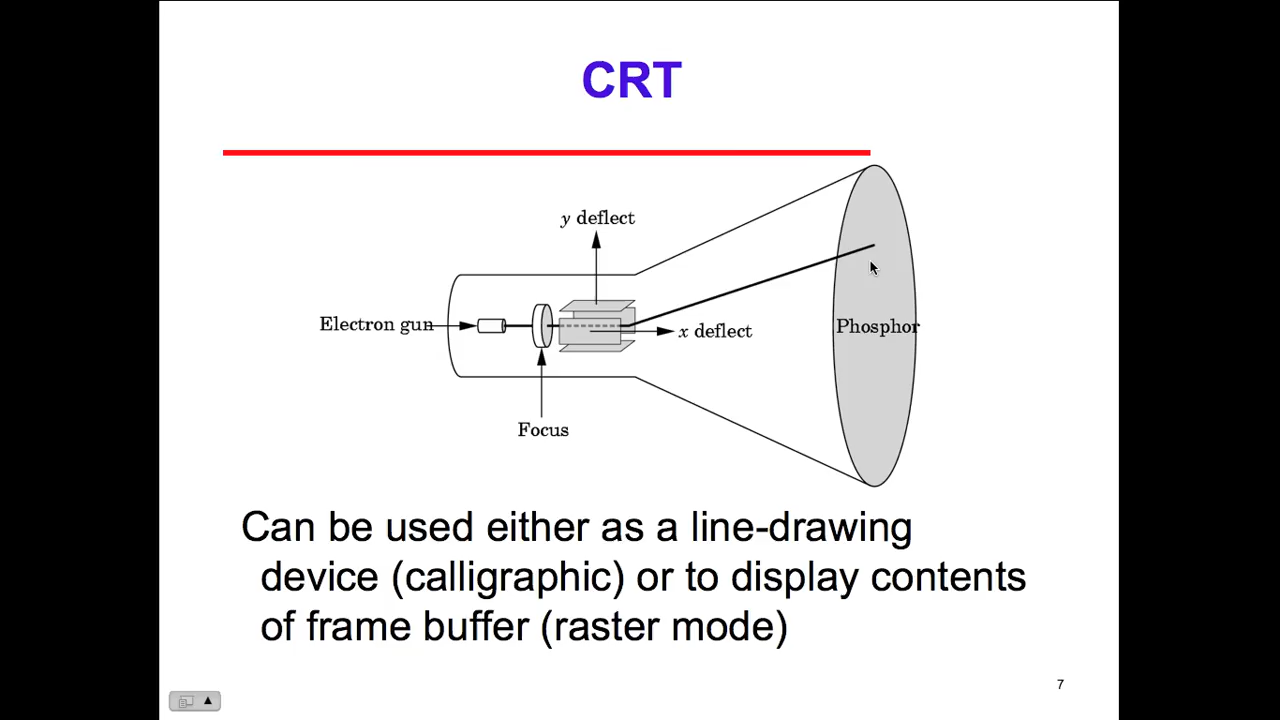 CRT
y deflect
Electron gun
x deflect
Phosphor
Focus
Can be used either as a line-drawing
device (calligraphic) or to display contents
of frame buffer (raster mode)
7